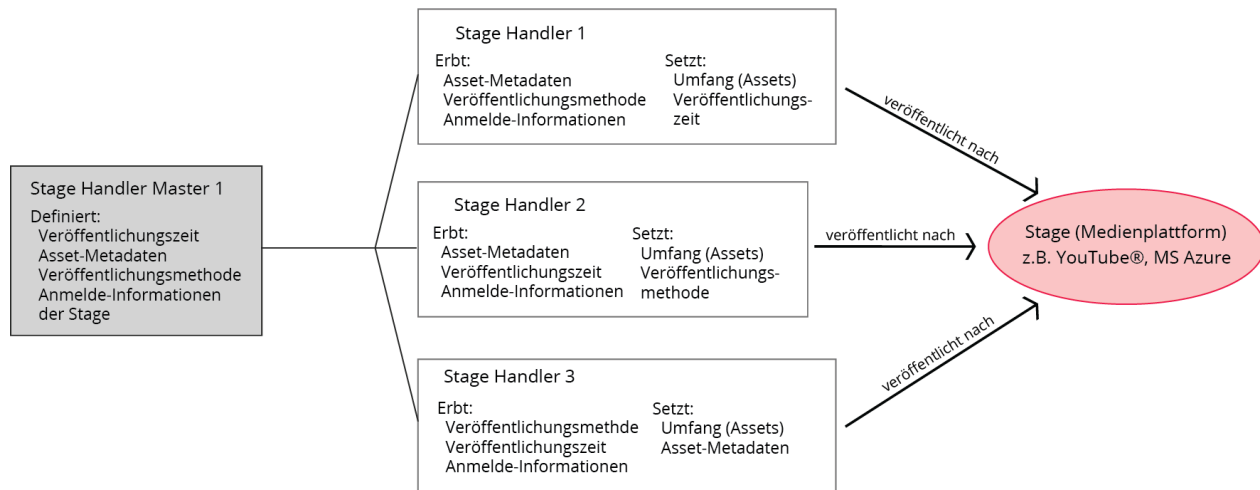 Stage Handler Master 1
Definiert:
Veröffentlichungszeit
Asset-Metadaten
Veröffentlichungsmethode
Anmelde-Informationen
der Stage
Stage Handler 1
Erbt:
Asset-Metadaten
Veröffentlichungsmethode
Anmelde-Informationen
Setzt:
Umfang (Assets)
Veröffentlichungs-
zeit
veröffentlicht nach
Stage Handler 2
Erbt:
Asset-Metadaten
Veröffentlichungszeit
Anmelde-Informationen
Setzt:
Umfang (Assets)
Veröffentlichungs-
methode
veröffentlicht nach
Stage Handler 3
Erbt:
Veröffentlichungsmethde
Veröffentlichungszeit
Anmelde-Informationen
Setzt:
Umfang (Assets)
Asset-Metadaten
veröffentlicht nach
Stage (Medienplattform)
z.B. YouTube®, MS Azure